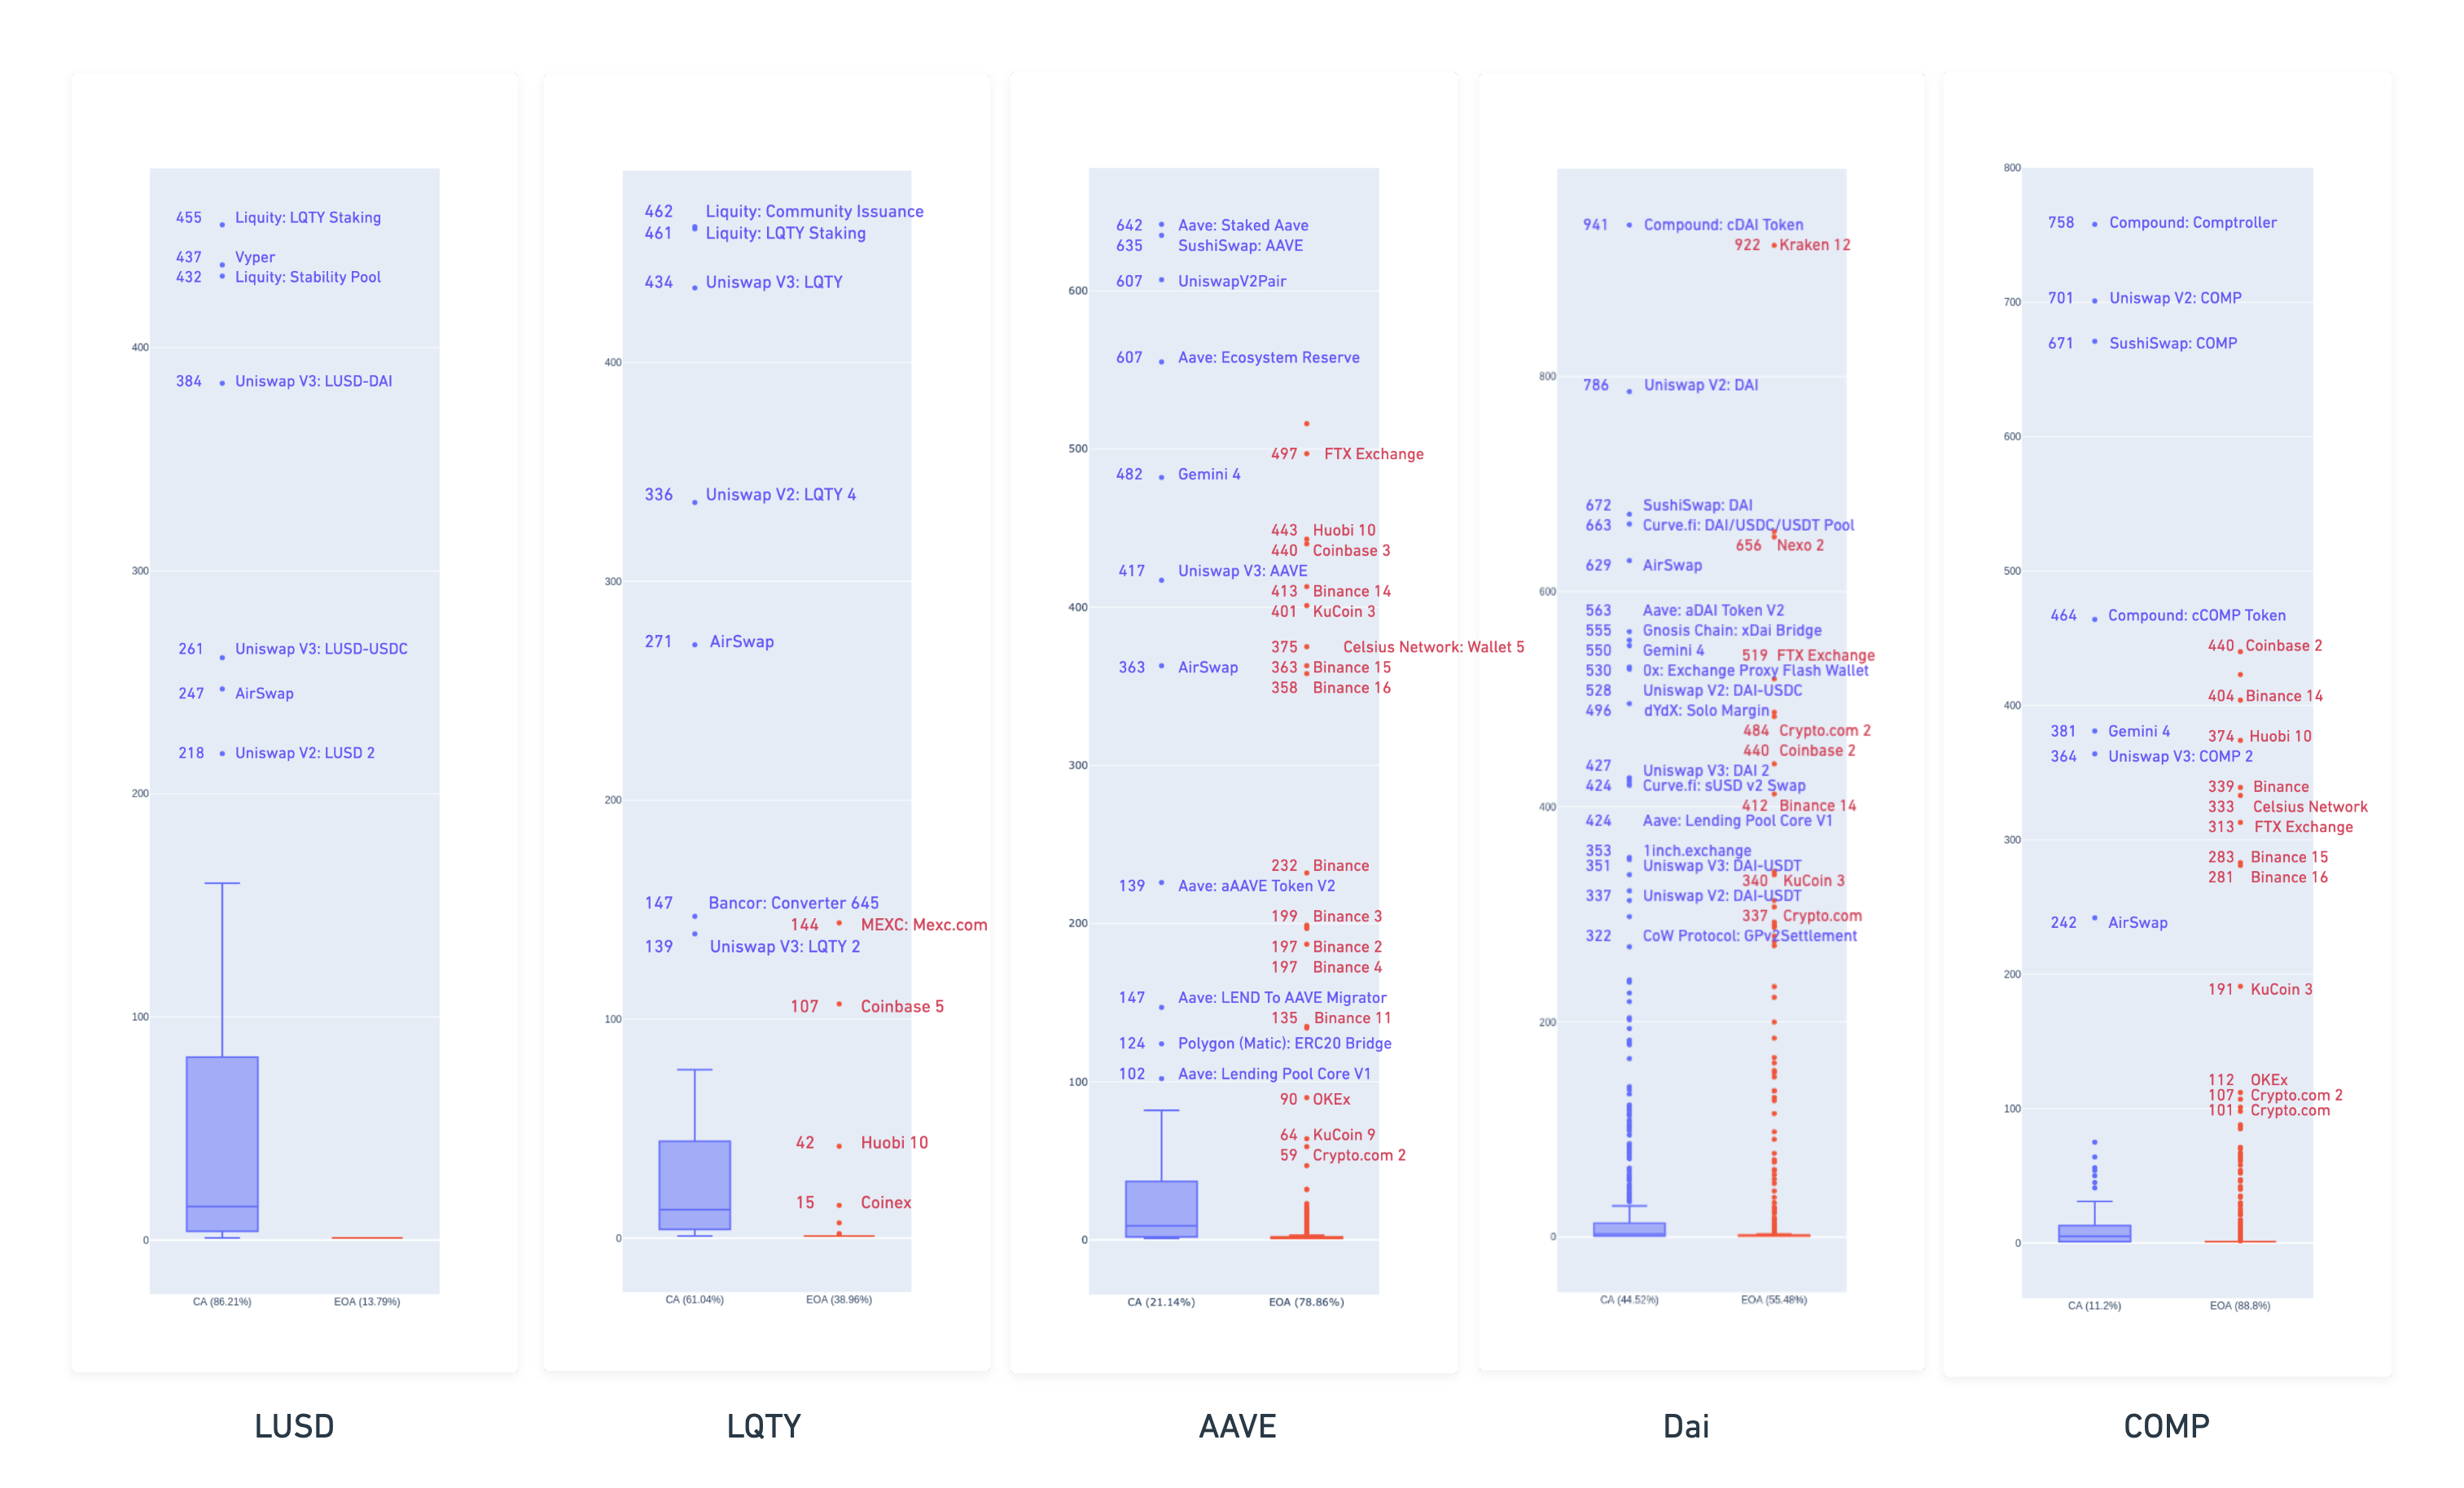 455 Liquity: LQTY Staking
437 Vyper
432 Liquity: Stability Pool
400
384 Uniswap V3: LUSD-DAI
300
261 Uniswap V3: LUSD-USDC
247 AirSwap
218 Uniswap V2: LUSD 2
200
100
0
CA (86.21%) EOA (13.79%)
LUSD
462 Liquity: Community Issuance
461 Liquity: LQTY Staking
434 Uniswap V3: LQTY
400
336 Uniswap V2: LQTY 4
300
271 AirSwap
200
147 Bancor: Converter 645
144 MEXC: Mexc.com
139 Uniswap V3: LQTY 2
107 Coinbase 5
100
42 Huobi 10
15 Coinex
0
CA (61.04%) EOA (38.96%)
LQTY
642 Aave: Staked Aave
635 SushiSwap: AAVE
607 UniswapV2Pair
600
607 Aave: Ecosystem Reserve
500
497 FTX Exchange
482 Gemini 4
443 Huobi 10
440 Coinbase 3
417 Uniswap V3: AAVE
413 Binance 14
400
401 KuCoin 3
375 Celsius Network: Wallet 5
363 AirSwap
363 Binance 15
358 Binance 16
300
232 Binance
139 Aave: aAAVE Token V2
199 Binance 3
200
197 Binance 2
197 Binance 4
147 Aave: LEND To AAVE Migrator
135 Binance 11
124 Polygon (Matic): ERC20 Bridge
102 Aave: Lending Pool Core V1
100
90 OKEx
64 KuCoin 9
59 Crypto.com 2
0
CA (21.14%) EOA (78.86%)
AAVE
941 Compound: cDAI Token
922 Kraken 12
800
786 Uniswap V2: DAI
672 SushiSwap: DAI
663 Curve.fi: DAI/USDC/USDT Pool
656 Nexo 2
629 AirSwap
600
563 Aave: aDAI Token V2
555 Gnosis Chain: xDai Bridge
550 Gemini 4
519 FTX Exchange
530 0x: Exchange Proxy Flash Wallet
528 Uniswap V2: DAI-USDC
496 dYdX: Solo Margin
484 Crypto.com 2
440 Coinbase 2
427 Uniswap V3: DAI 2
424 Curve.fi: sUSD v2 Swap
400
412 Binance 14
424 Aave: Lending Pool Core V1
353 1inch.exchange
351 Uniswap V3: DAI-USDT
340 KuCoin 3
337 Uniswap V2: DAI-USDT
337 Crypto.com
322 CoW Protocol: GPv2Settlement
200
0
CA (44.52%) EOA (55.48%)
Dai
800
758 Compound: Comptroller
701 Uniswap V2: COMP
700
671 SushiSwap: COMP
600
500
464 Compound: cCOMP Token
440 Coinbase 2
404 Binance 14
400
381 Gemini 4
374 Huobi 10
364 Uniswap V3: COMP 2
339 Binance
333 Celsius Network
313 FTX Exchange
300
283 Binance 15
281 Binance 16
242 AirSwap
200
191 KuCoin 3
112 OKEx
107 Crypto.com 2
100
101 Crypto.com
0
CA (11.2%) EOA (88.8%)
COMP